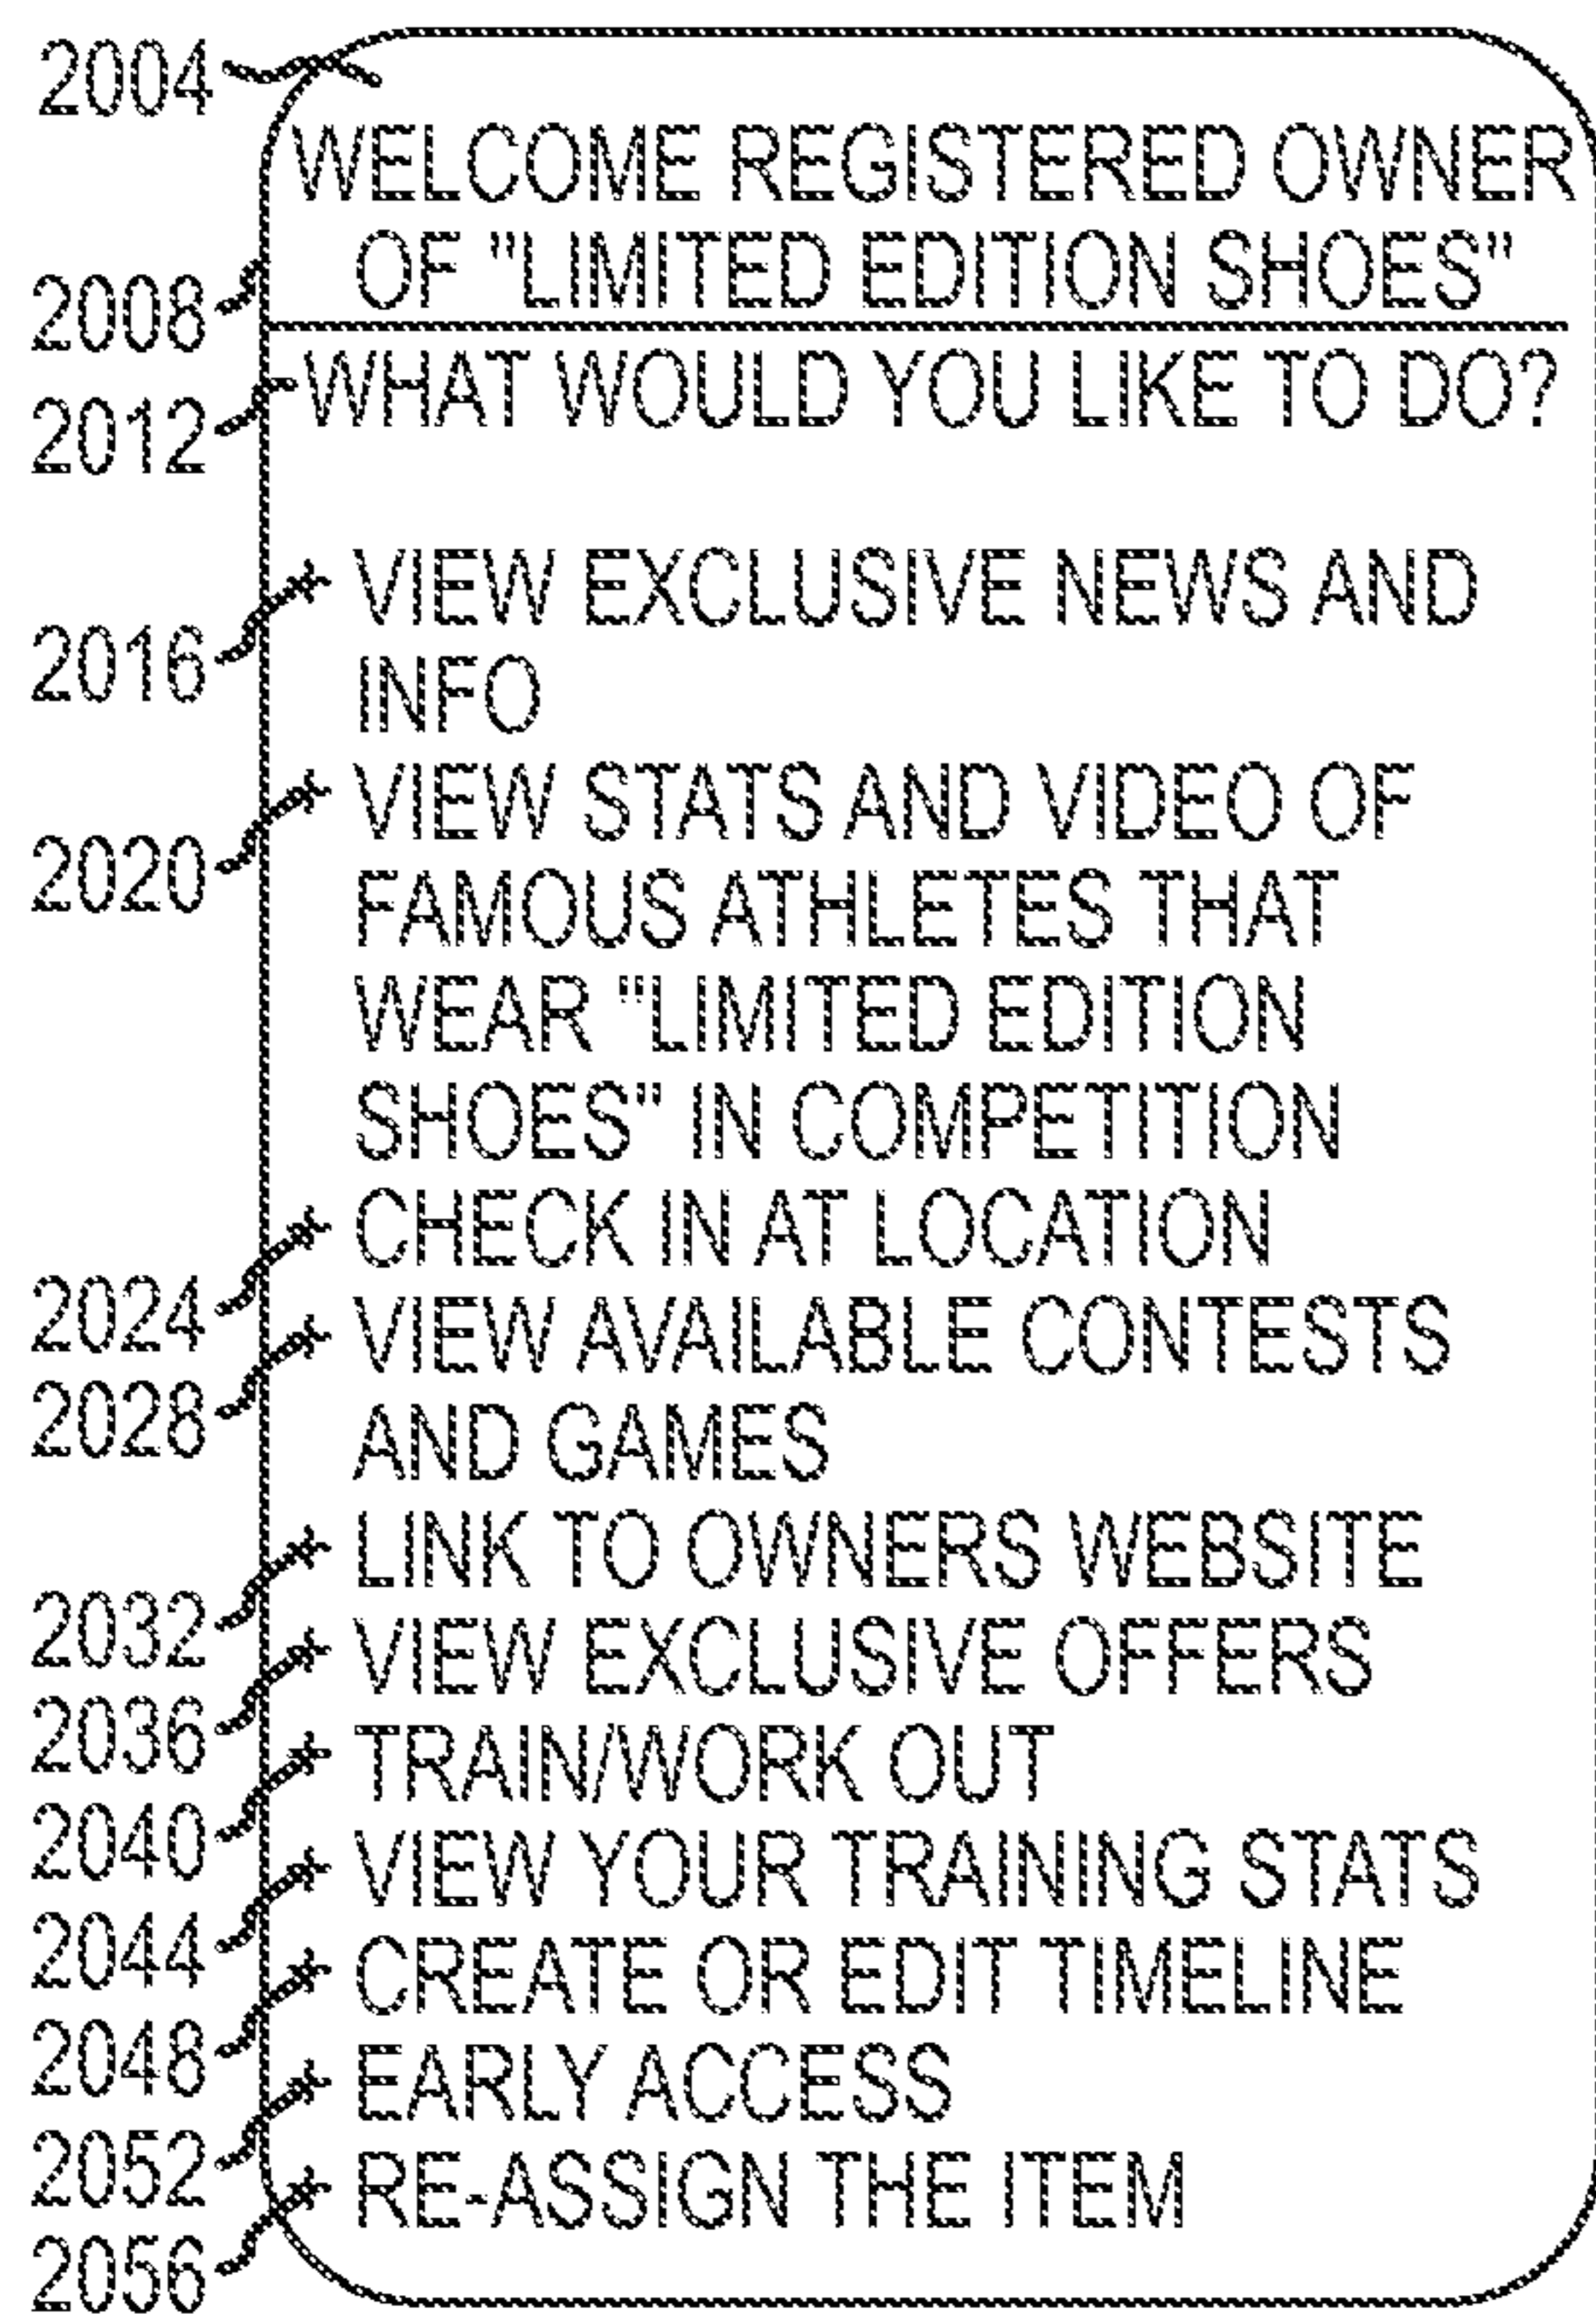 2004
WELCOME REGISTERED OWNER
OF "LIMITED EDITION SHOES"
2008
WHAT WOULD YOU LIKE TO DO?
2012
VIEW EXCLUSIVE NEWS AND
2016
INFO
VIEW STATS AND VIDEO OF
2020
FAMOUS ATHLETES THAT
WEAR "LIMITED EDITION
SHOES" IN COMPETITION
CHECK IN AT LOCATION
2024
VIEW AVAILABLE CONTESTS
2028
AND GAMES
LINK TO OWNERS WEBSITE
2032
VIEW EXCLUSIVE OFFERS
2036
TRAIN/WORK OUT
2040
VIEW YOUR TRAINING STATS
2044
CREATE OR EDIT TIMELINE
2048
EARLY ACCESS
2052
RE-ASSIGN THE ITEM
2056